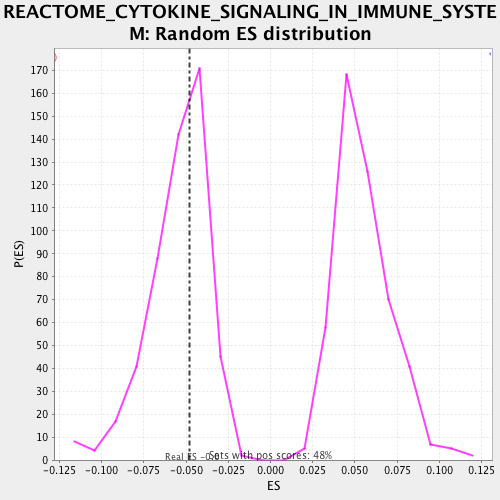 REACTOME_CYTOKINE_SIGNALING_IN_IMMUNE_SYSTE
M: Random ES distribution
170
160
150
140
130
120
110
100
90
80
70
60
50
40
30
20
10
0
P(ES)
Real ES -0.0
Sets with pos scores: 48%
-0.125 -0.100 -0.075 -0.050 -0.025 0.000 0.025 0.050 0.075 0.100 0.125
ES